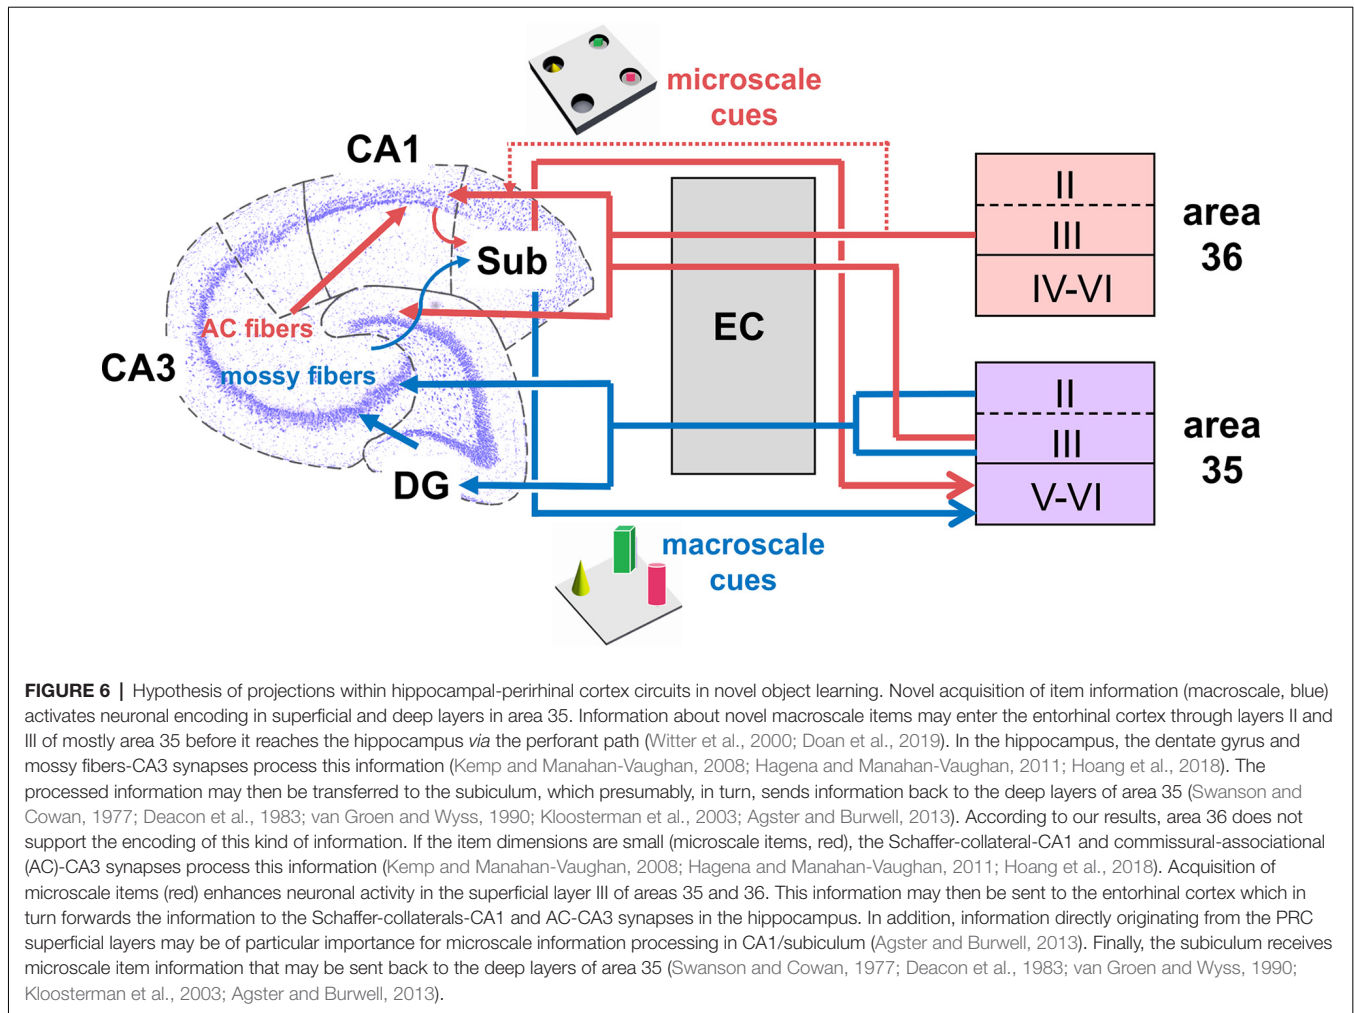 microscale
cues
CA1
II
III
IV-VI
area
36
Sub
EC
AC fibers
CA3
mossy fibers
II
III
V-VI
area
35
DG
macroscale
cues
FIGURE 6 | Hypothesis of projections within hippocampal-perirhinal cortex circuits in novel object learning. Novel acquisition of item information (macroscale, blue)
activates neuronal encoding in superficial and deep layers in area 35. Information about novel macroscale items may enter the entorhinal cortex through layers II and
III of mostly area 35 before it reaches the hippocampus via the perforant path (Witter et al., 2000; Doan et al., 2019). In the hippocampus, the dentate gyrus and
mossy fibers-CA3 synapses process this information (Kemp and Manahan-Vaughan, 2008; Hagena and Manahan-Vaughan, 2011; Hoang et al., 2018). The
processed information may then be transferred to the subiculum, which presumably, in turn, sends information back to the deep layers of area 35 (Swanson and
Cowan, 1977; Deacon et al., 1983; van Groen and Wyss, 1990; Kloosterman et al., 2003; Agster and Burwell, 2013). According to our results, area 36 does not
support the encoding of this kind of information. If the item dimensions are small (microscale items, red), the Schaffer-collateral-CA1 and commissural-associational
(AC)-CA3 synapses process this information (Kemp and Manahan-Vaughan, 2008; Hagena and Manahan-Vaughan, 2011; Hoang et al., 2018). Acquisition of
microscale items (red) enhances neuronal activity in the superficial layer III of areas 35 and 36. This information may then be sent to the entorhinal cortex which in
turn forwards the information to the Schaffer-collaterals-CA1 and AC-CA3 synapses in the hippocampus. In addition, information directly originating from the PRC
superficial layers may be of particular importance for microscale information processing in CA1/subiculum (Agster and Burwell, 2013). Finally, the subiculum receives
microscale item information that may be sent back to the deep layers of area 35 (Swanson and Cowan, 1977; Deacon et al., 1983; van Groen and Wyss, 1990;
Kloosterman et al., 2003; Agster and Burwell, 2013).